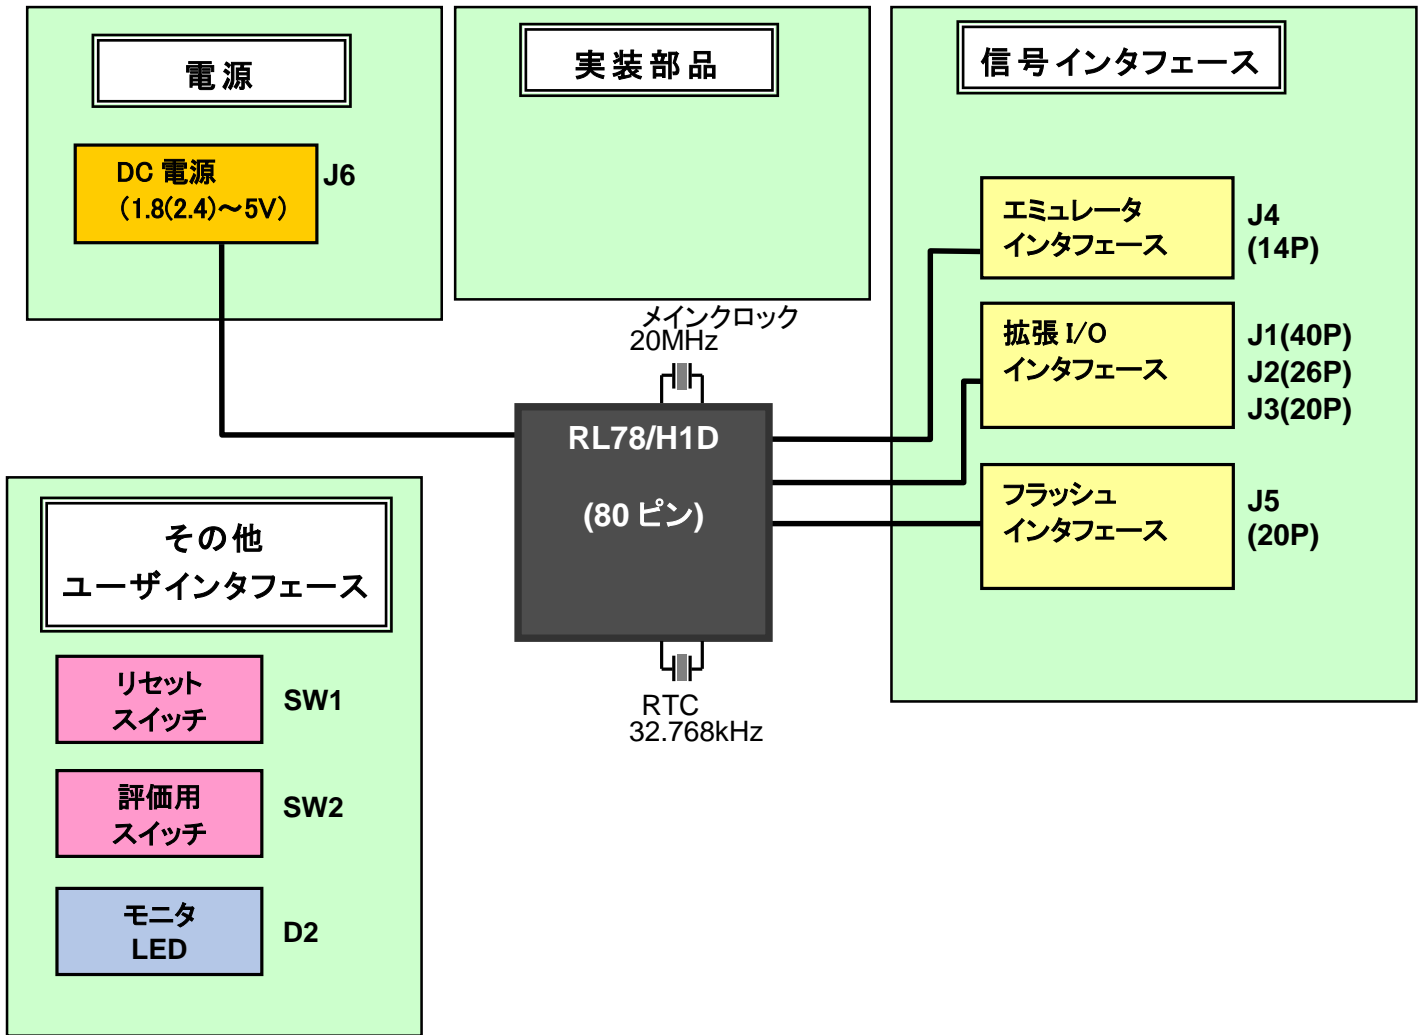 電源
DC 電源
(1.8(2.4)～5V)
J6
実装部品
信号インタフェース
エミュレータ
インタフェース
J4
(14P)
拡張 I/O
インタフェース
J1(40P)
J2(26P)
J3(20P)
フラッシュ
インタフェース
J5
(20P)
メインクロック
20MHz
RL78/H1D
(80 ピン)
RTC
32.768kHz
その他
ユーザインタフェース
リセット
スイッチ
SW1
評価用
スイッチ
SW2
モニタ
LED
D2